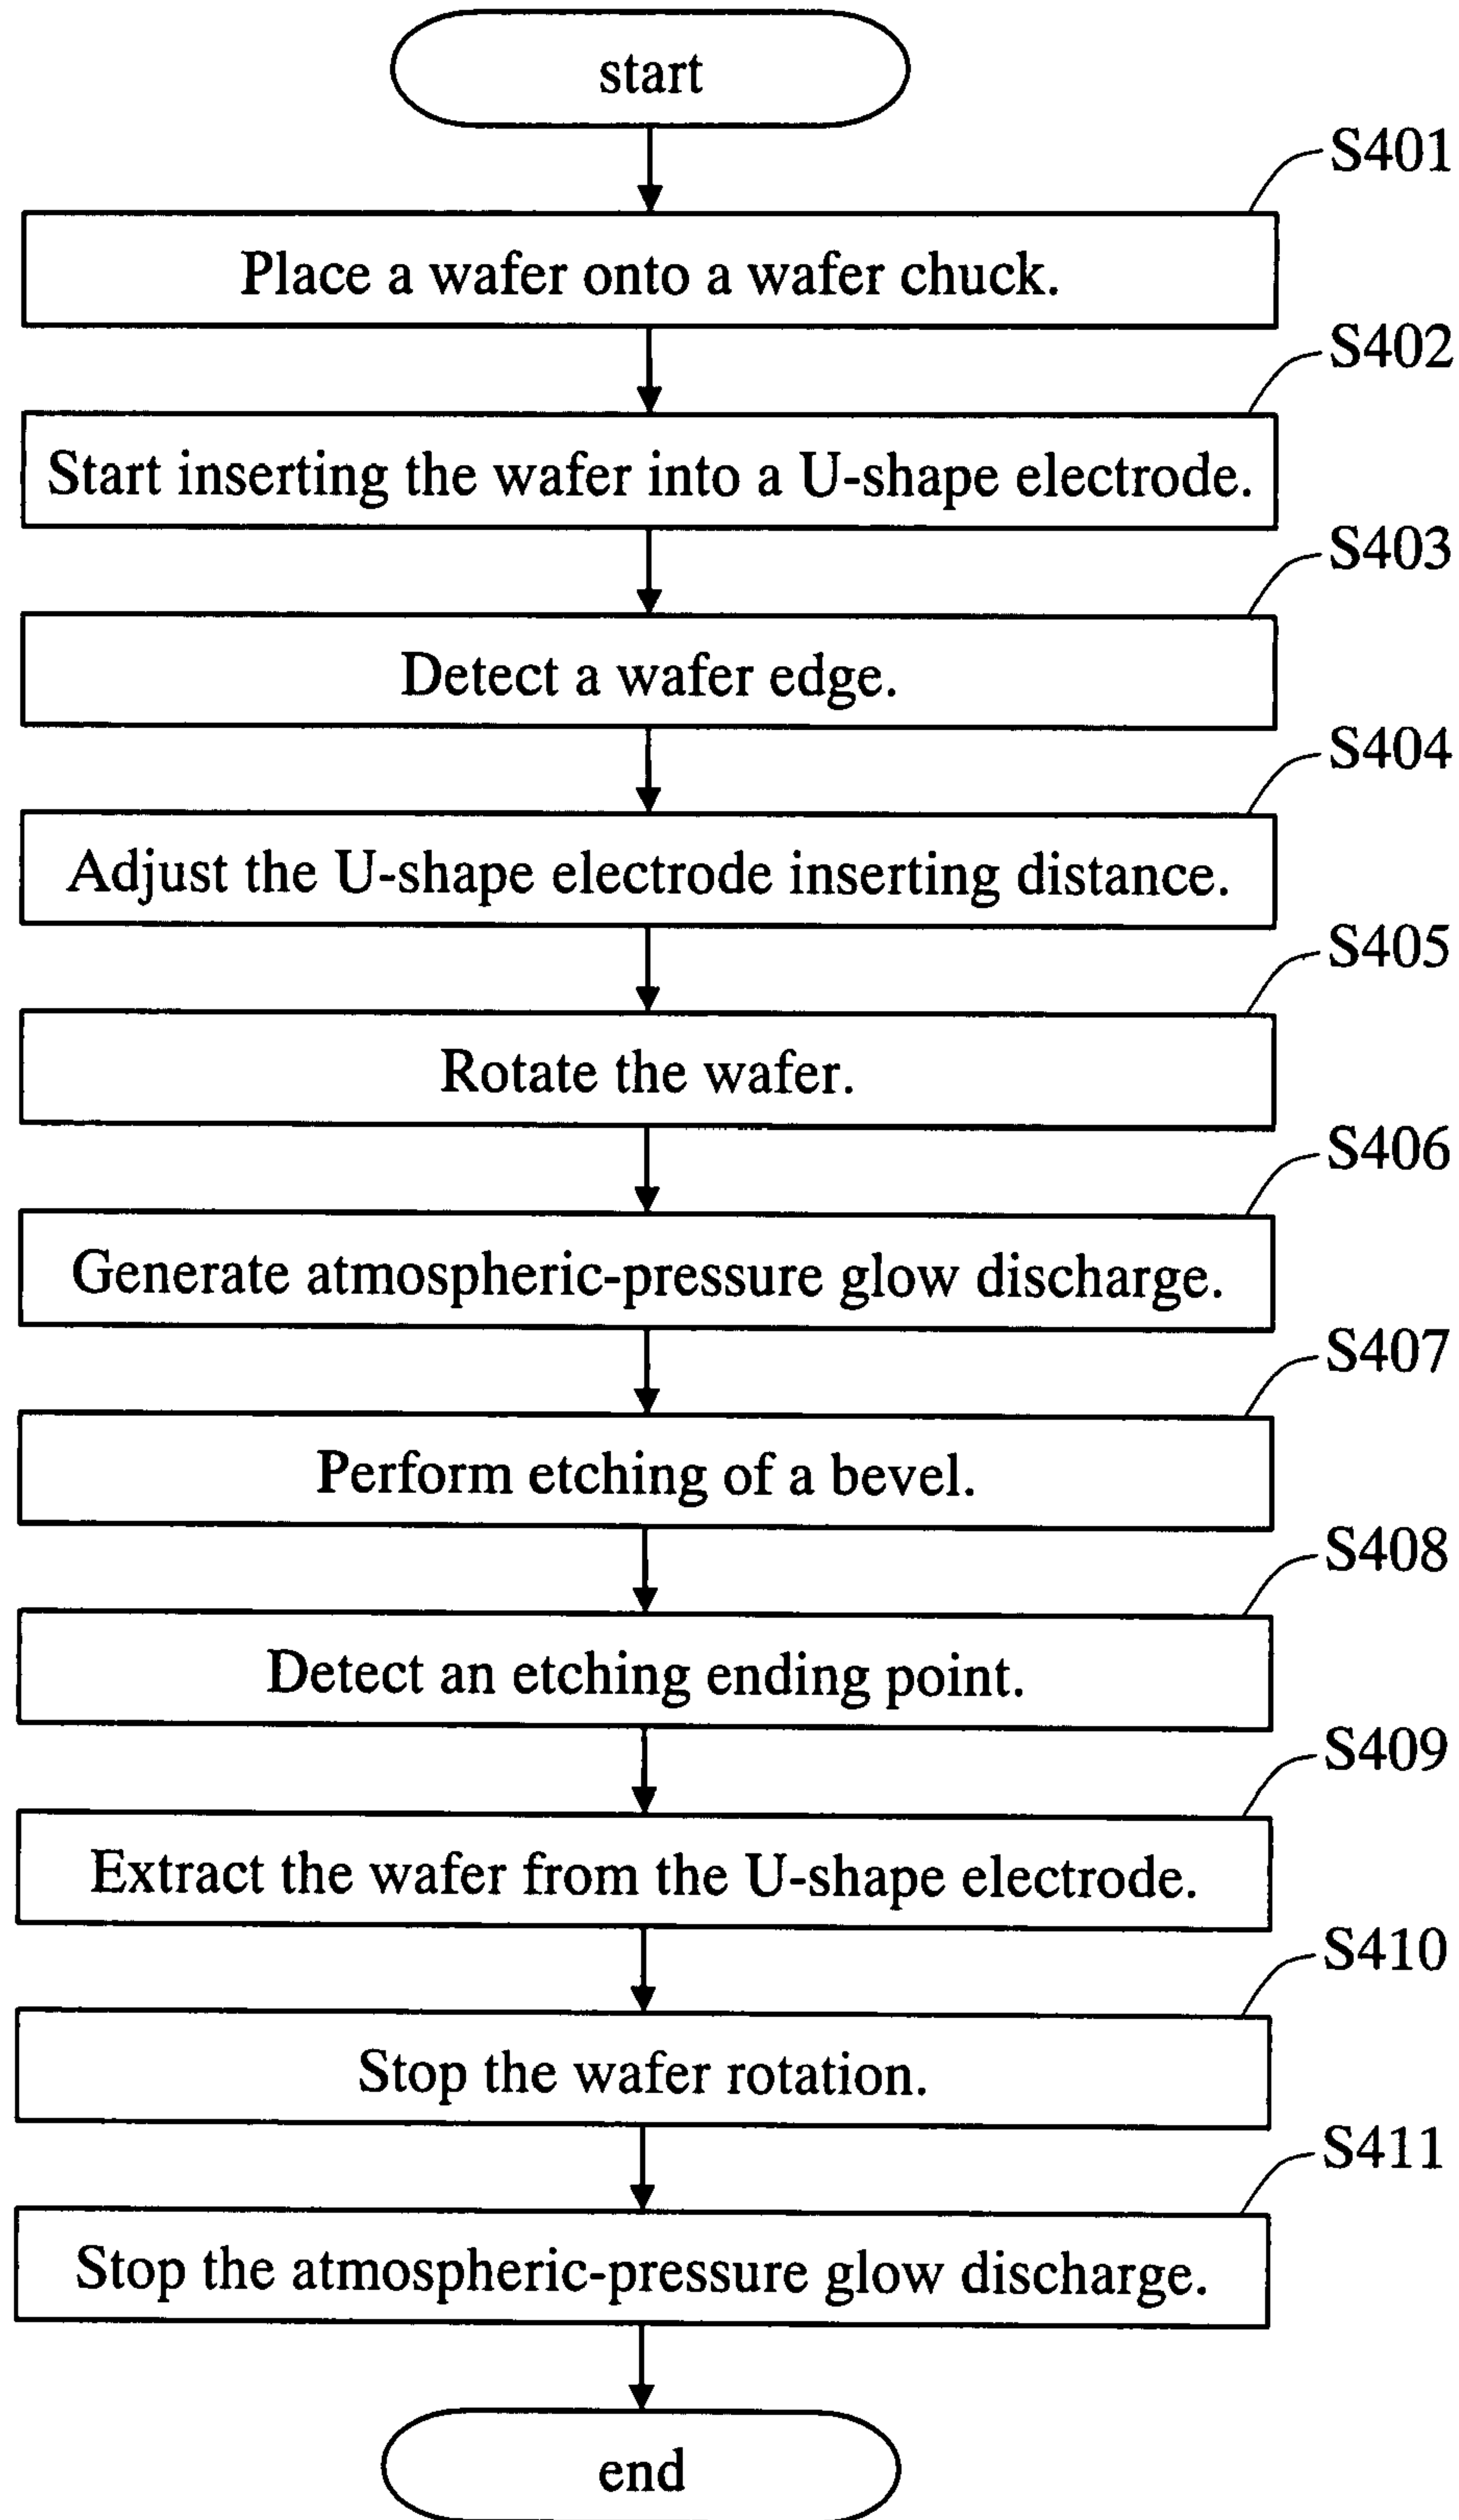 start
S401
Place a wafer onto a wafer chuck.
S402
Start inserting the wafer into a U-shape electrode.
S403
Detect a wafer edge.
S404
Adjust the U-shape electrode inserting distance.
S405
Rotate the wafer.
S406
Generate atmospheric-pressure glow discharge.
S407
Perform etching of a bevel.
S408
Detect an etching ending point.
S409
Extract the wafer from the U-shape electrode.
S410
Stop the wafer rotation.
S411
Stop the atmospheric-pressure glow discharge.
end